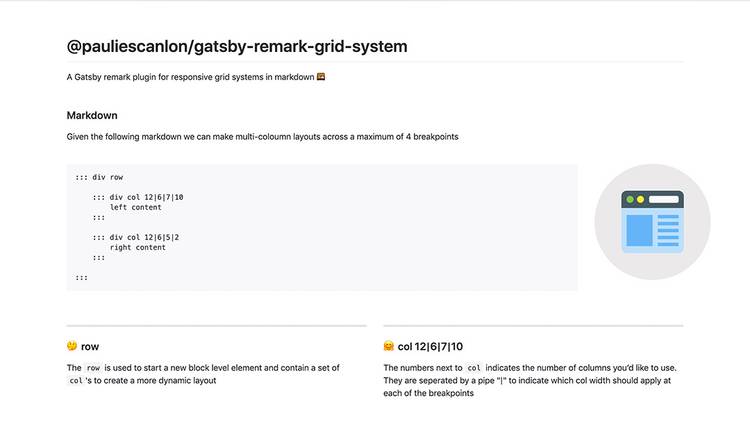 @pauliescanlon/gatsby-remark-grid-system
A Gatsby remark plugin for responsive grid systems in markdown 🌇
Markdown
Given the following markdown we can make multi-coloumn layouts across a maximum of 4 breakpoints
::: div row
::: div col 12|6|7|10
left content
:::
::: div col 12|6|5|2
right content
:::
:::
🤔 row
The row is used to start a new block level element and contain a set of
col 's to create a more dynamic layout
🤗 col 12|6|7|10
The numbers next to col indicates the number of columns you'd like to use.
They are seperated by a pipe "|" to indicate which col width should apply at
each of the breakpoints